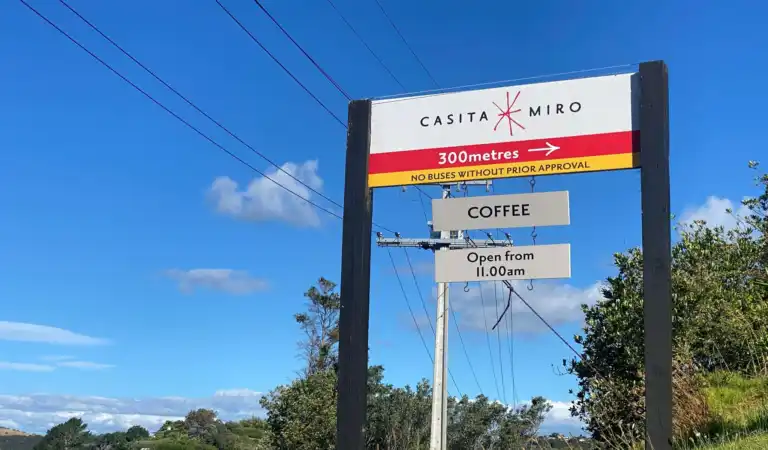 CASITA MIRO
300metres →
NO BUSES WITHOUT PRIOR APPROVAL
COFFEE
Open from
11.00am